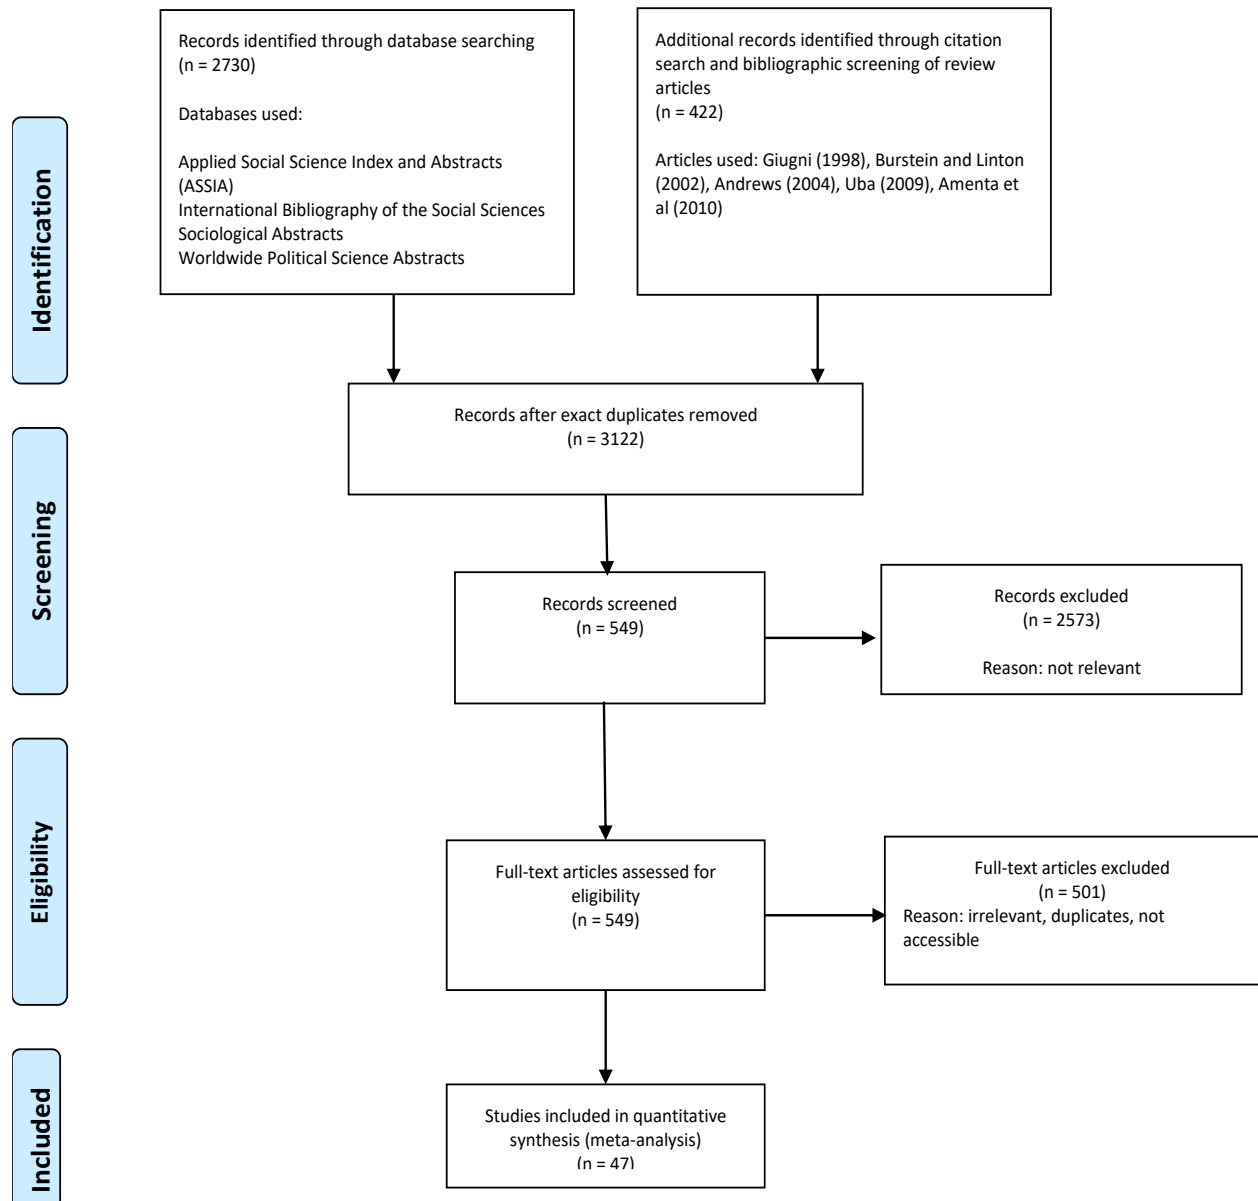 Records identified through database searching
(n = 2730)
Databases used:
Applied Social Science Index and Abstracts
(ASSIA)
International Bibliography of the Social Sciences
Sociological Abstracts
Worldwide Political Science Abstracts
Additional records identified through citation
search and bibliographic screening of review
articles
(n = 422)
Articles used: Giugni (1998), Burstein and Linton
(2002), Andrews (2004), Uba (2009), Amenta et
al (2010)
Identification
Records after exact duplicates removed
(n = 3122)
Screening
Records screened
(n = 549)
Records excluded
(n = 2573)
Reason: not relevant
Eligibility
Full-text articles assessed for
eligibility
(n = 549)
Full-text articles excluded
(n = 501)
Reason: irrelevant, duplicates, not
accessible
Included
Studies included in quantitative
synthesis (meta-analysis)
(n = 47)